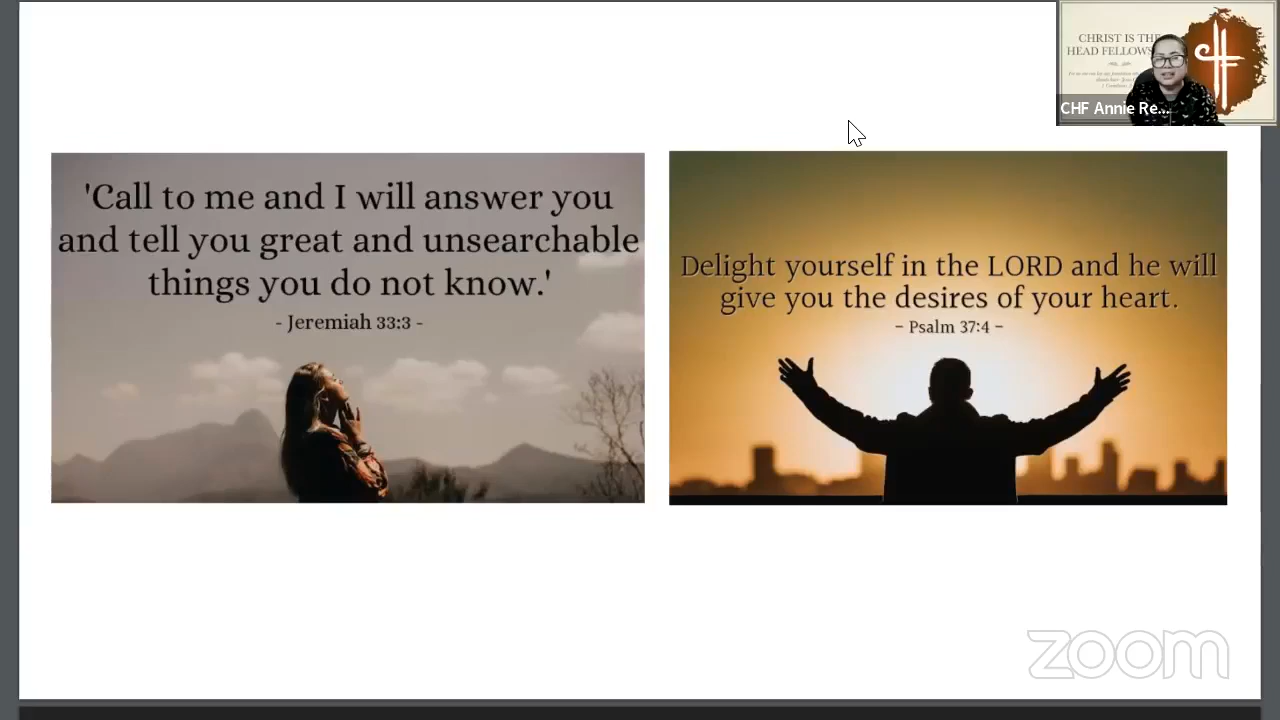 'Call to me and I will answer you
and tell you great and unsearchable
things you do not know.'
- Jeremiah 33:3 -
Delight yourself in the LORD and he will
give you the desires of your heart.
- Psalm 37:4 -
CHRIST IS THE
HEAD FELLOWS
CHF Annie Re...
zoom